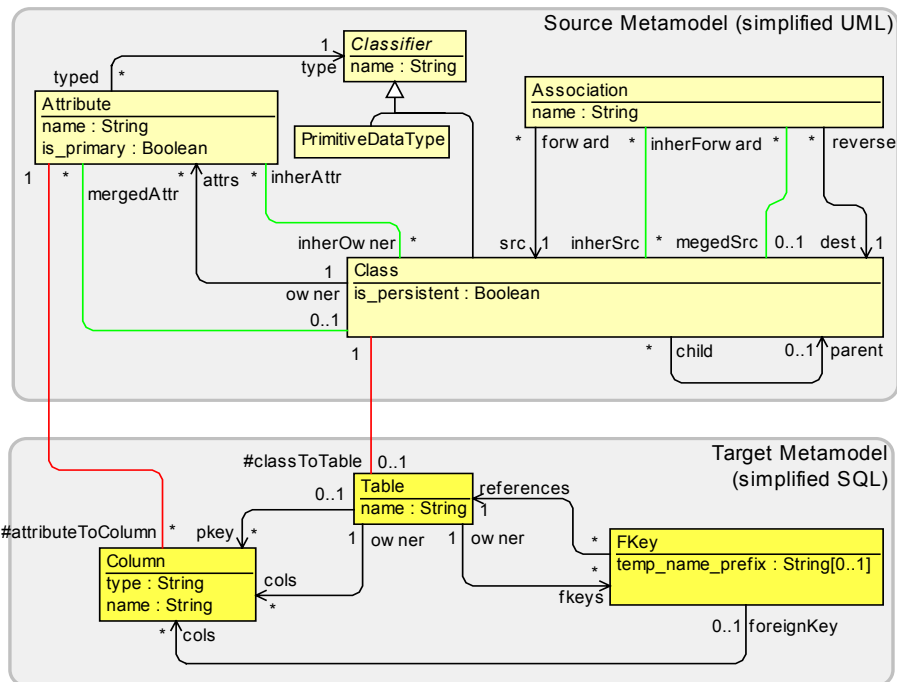 Source Metamodel (simplified UML)
1 Classifier
type name : String
typed *
Attribute
name : String
is_primary : Boolean
PrimitiveDataType
Association
name : String
1 * mergedAttr * attrs * inherAttr
* forw ard * inherForw ard * * reverse
inherOw ner *
src 1 inherSrc * megedSrc 0..1 dest 1
1
ow ner
0..1
Class
is_persistent : Boolean
1
* child 0..1 parent
Target Metamodel
(simplified SQL)
#classToTable 0..1
0..1
Table
name : String
references
1
#attributeToColumn *
pkey *
1 ow ner 1 ow ner
*
FKey
temp_name_prefix : String[0..1]
*
fkeys
Column
type : String
name : String
cols
*
* cols
0..1 foreignKey